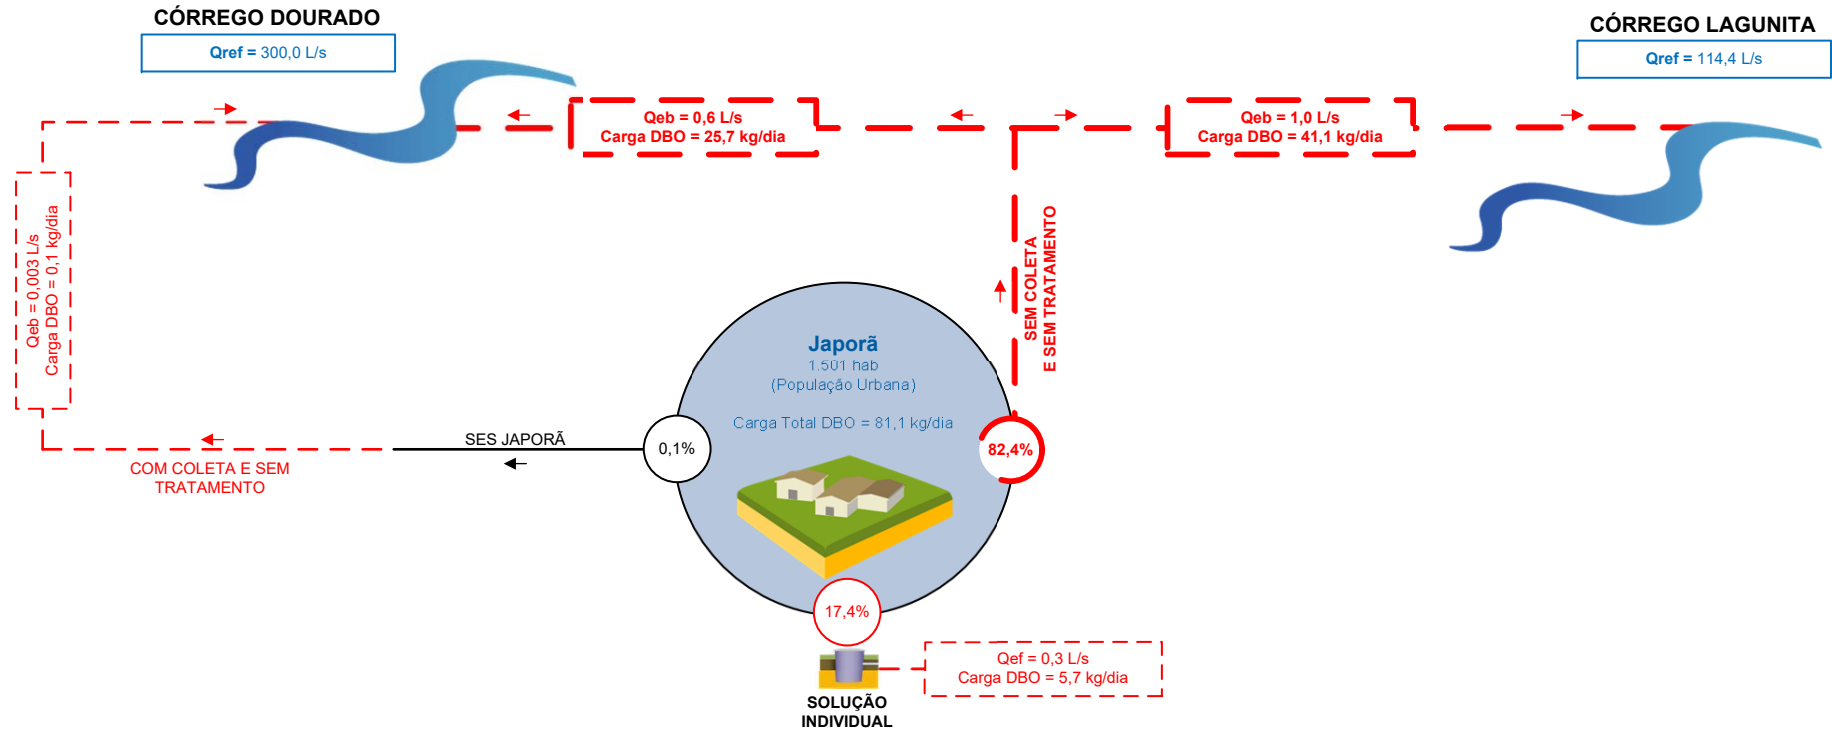 CÓRREGO DOURADO
Qref = 300,0 L/s
CÓRREGO LAGUNITA
Qref = 114,4 L/s
Qeb = 0,6 L/s
Carga DBO = 25,7 kg/dia
Qeb = 1,0 L/s
Carga DBO = 41,1 kg/dia
Qeb = 0,003 L/s
Carga DBO = 0,1 kg/dia
SEM COLETA
E SEM TRATAMENTO
Japorã
1.501 hab
(População Urbana)
Carga Total DBO = 81,1 kg/dia
SES JAPORÃ
0,1%
82,4%
COM COLETA E SEM
TRATAMENTO
17,4%
Qef = 0,3 L/s
Carga DBO = 5,7 kg/dia
SOLUÇÃO
INDIVIDUAL